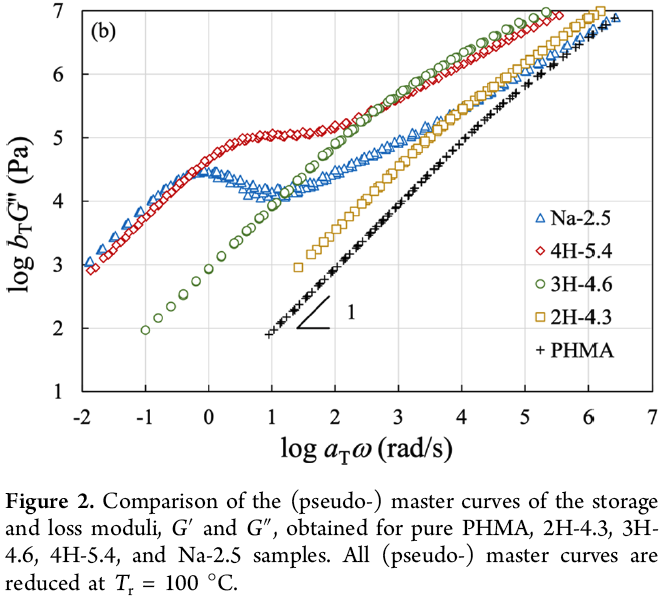 7
(b)
6
5
4
3
2
1
log bTG" (Pa)
Na-2.5
4H-5.4
3H-4.6
2H-4.3
PHMA
1
-2 -1 0 1 2 3 4 5 6 7
log aTω (rad/s)
Figure 2. Comparison of the (pseudo-) master curves of the storage
and loss moduli, G′ and G″, obtained for pure PHMA, 2H-4.3, 3H-
4.6, 4H-5.4, and Na-2.5 samples. All (pseudo-) master curves are
reduced at Tr = 100 °C.